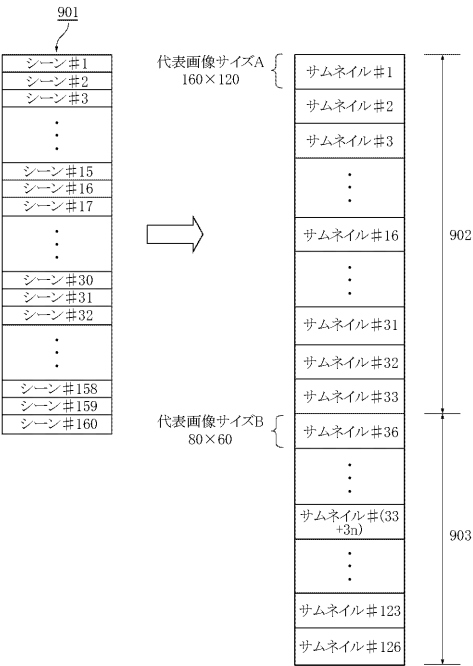 901
シーン♯1
シーン♯2
シーン♯3
シーン♯15
シーン♯16
シーン♯17
シーン♯30
シーン♯31
シーン♯32
シーン♯158
シーン♯159
シーン♯160
代表画像サイズA
160×120
代表画像サイズB
80×60
サムネイル♯1
サムネイル♯2
サムネイル♯3
サムネイル♯16
サムネイル♯31
サムネイル♯32
サムネイル♯33
サムネイル♯36
サムネイル♯(33
+3n)
サムネイル♯123
サムネイル♯126
902
903